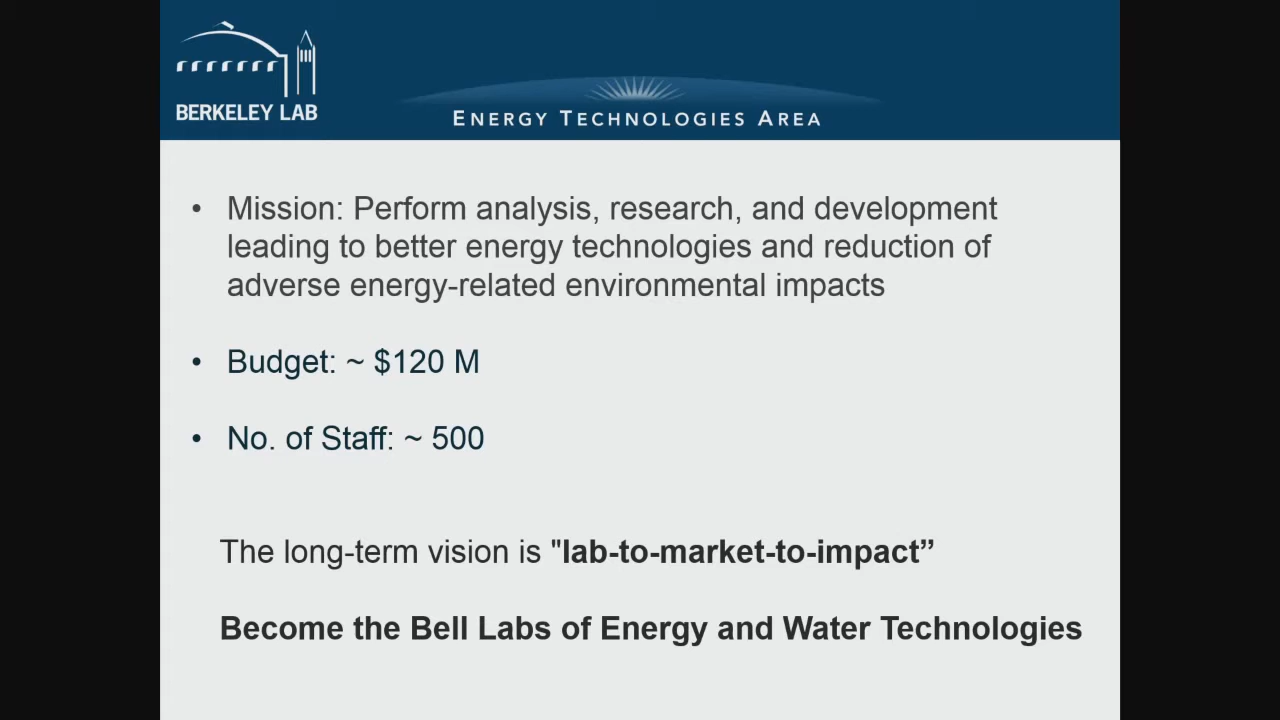 BERKELEY LAB
ENERGY TECHNOLOGIES AREA
• Mission: Perform analysis, research, and development
leading to better energy technologies and reduction of
adverse energy-related environmental impacts
• Budget: ~ $120 M
• No. of Staff: ~ 500
The long-term vision is "lab-to-market-to-impact”
Become the Bell Labs of Energy and Water Technologies